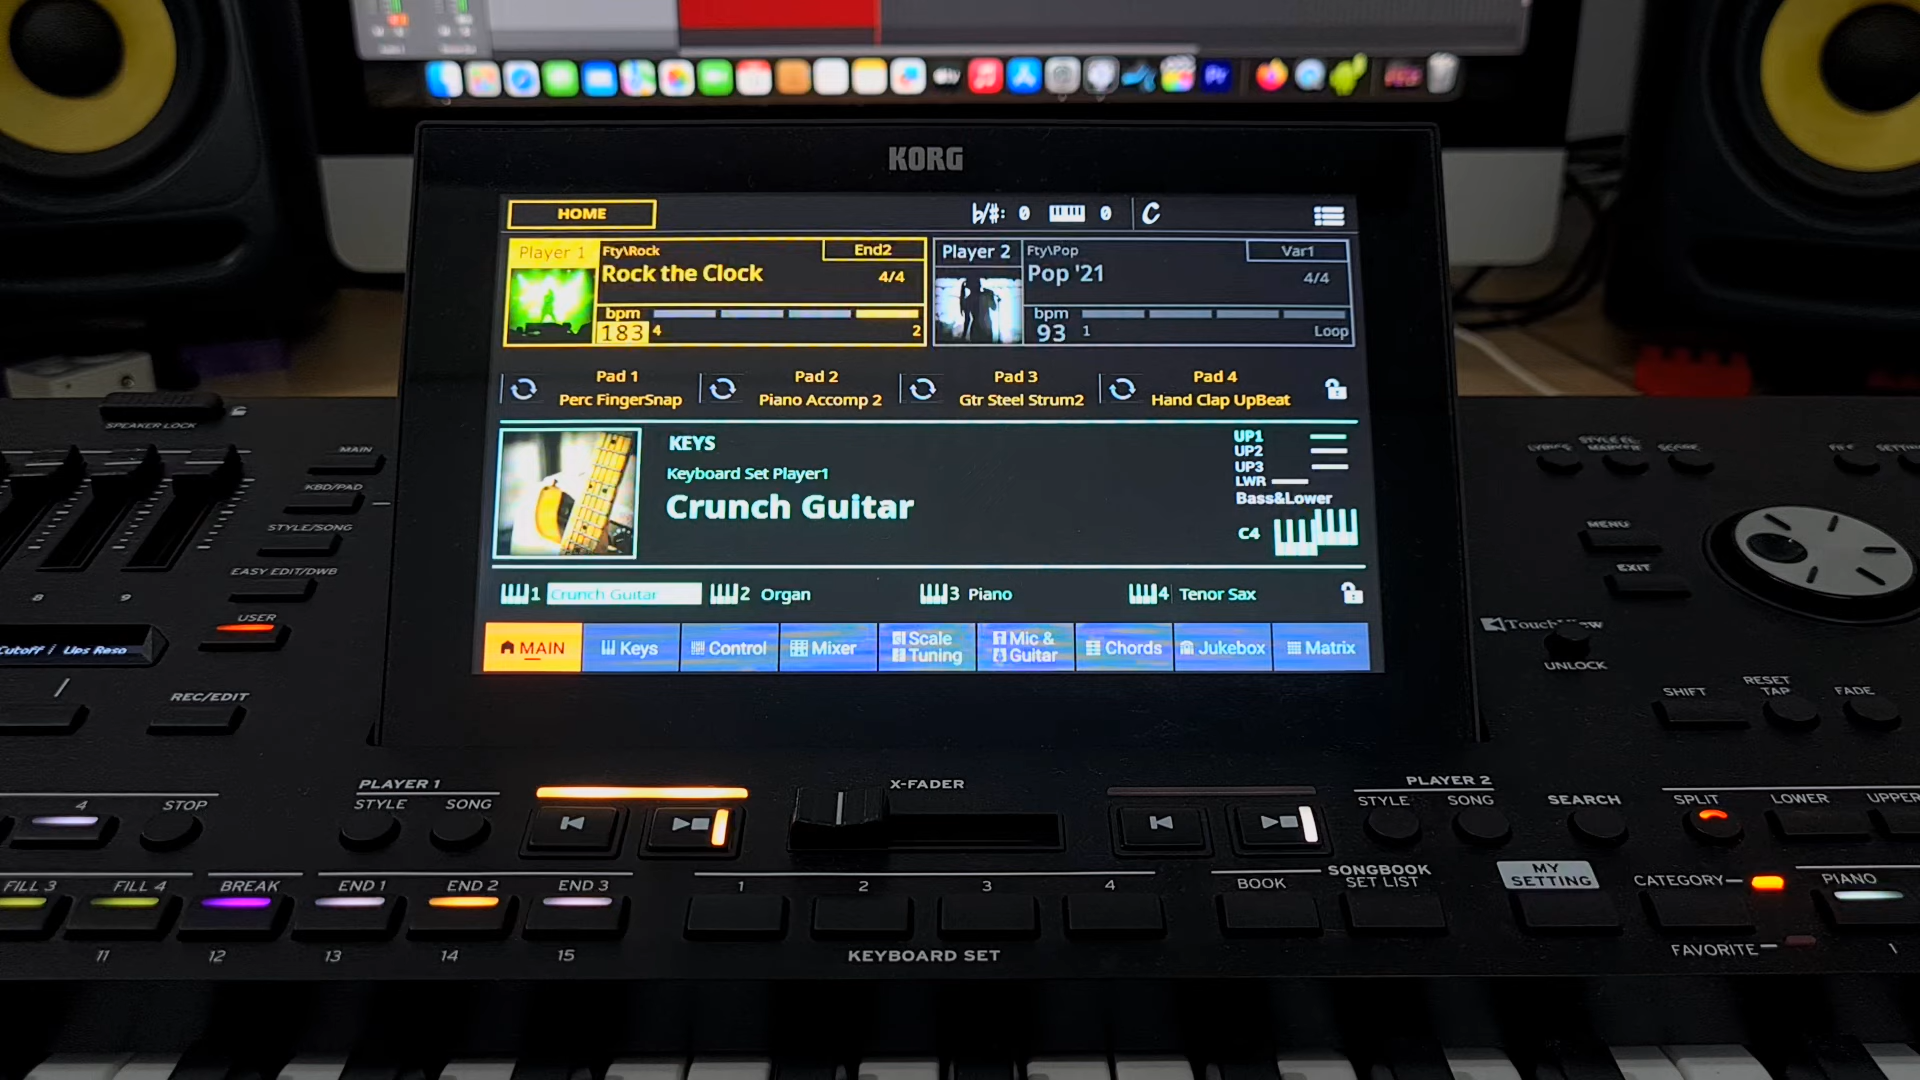 KORG
HOME
b/#: 0 0 C
Player 1
Fty\Rock
End2
Rock the Clock
4/4
bpm
183
4
2
Player 2
Fty\Pop
Var1
Pop '21
4/4
bpm
93
1
Loop
Pad 1
Perc FingerSnap
Pad 2
Piano Accomp 2
Pad 3
Gtr Steel Strum2
Pad 4
Hand Clap UpBeat
KEYS
Keyboard Set Player1
Crunch Guitar
UP1
UP2
UP3
LWR
Bass&Lower
C4
1 Crunch Guitar
2 Organ
3 Piano
4 Tenor Sax
MAIN
Keys
Control
Mixer
Scale
Tuning
Mic &
Guitar
Chords
Jukebox
Matrix
SPEAKER LOCK
MAIN
KBD/PAD
STYLE/SONG
EASY EDIT/DWB
USER
8 9
REC/EDIT
MENU
EXIT
UNLOCK
SHIFT
RESET
TAP
FADE
4
STOP
PLAYER 1
STYLE
SONG
X-FADER
PLAYER 2
STYLE
SONG
SEARCH
SPLIT
LOWER
UPPER
FILL 3
FILL 4
BREAK
END 1
END 2
END 3
11 12 13 14 15
1 2 3 4
KEYBOARD SET
BOOK
SONGBOOK
SET LIST
MY
SETTING
CATEGORY
FAVORITE
PIANO
1